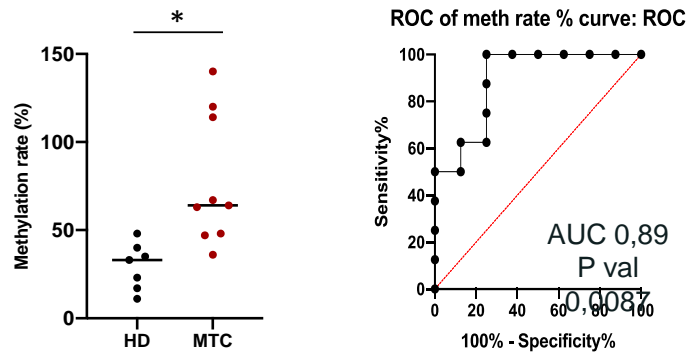 *
150
100
50
0
Methylation rate (%)
HD MTC
ROC of meth rate % curve: ROC
100
80
60
40
20
0
Sensitivity%
AUC 0,89
P val
0,0087
0 20 40 60 80 100
100% - Specificity%